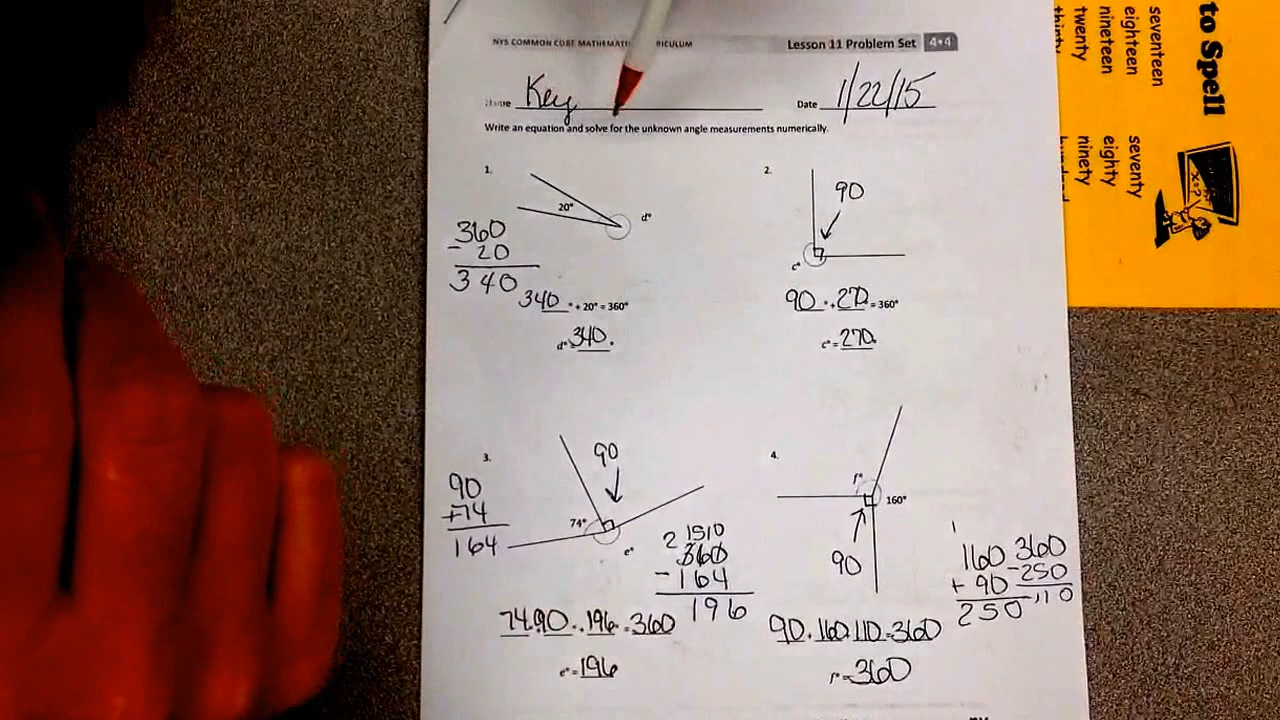 NYS COMMON CORE MATHEMATI RICULUM
Lesson 11 Problem Set 4•4
Name Key
Date 1/22/15
Write an equation and solve for the unknown angle measurements numerically.
1.
20°
d°
360
- 20
340
340 ° + 20° = 360°
d° = 340.
2.
90
c°
90 ° + 270 = 360°
c° = 270.
3.
90
74°
e°
90
+74
164
2 15 10
360
-164
196
74. 90 . . 196 = 360
e° = 196
4.
r°
160°
90
1
160
+ 90
250
360
-250
110
90 . 160 . 110 = 360
r° = 360
to Spell
seventeen
eighteen
nineteen
twenty
seventy
eighty
ninety